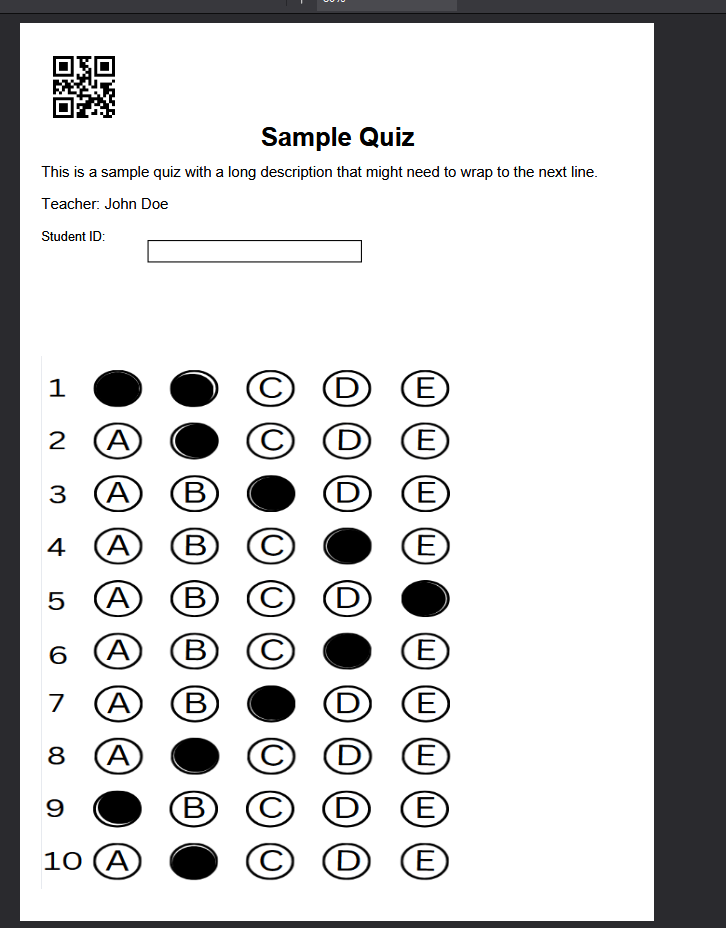 Sample Quiz
This is a sample quiz with a long description that might need to wrap to the next line.
Teacher: John Doe
Student ID:
1 C D E
2 A C D E
3 A B D E
4 A B C E
5 A B C D
6 A B C E
7 A B D E
8 A C D E
9 B C D E
10 A C D E